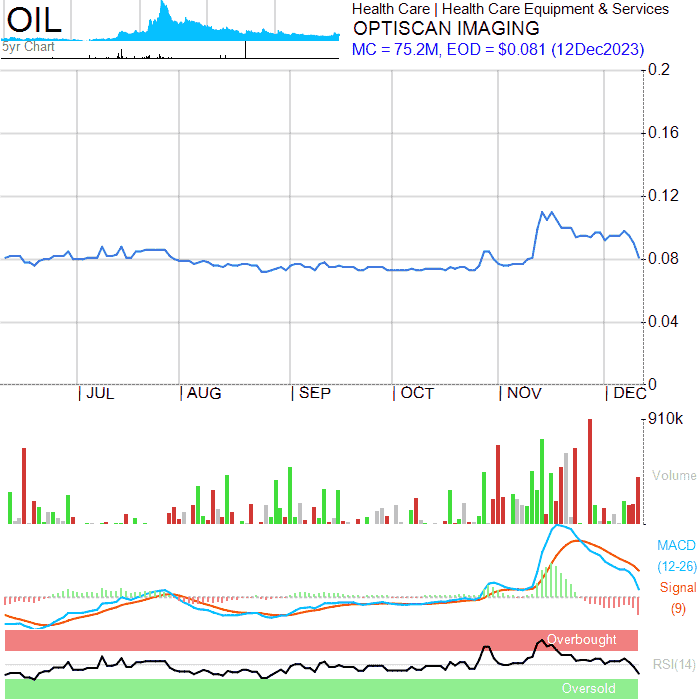 OIL
5yr Chart
Health Care | Health Care Equipment & Services
OPTISCAN IMAGING
MC = 75.2M, EOD = $0.081 (12Dec2023)
0.2
0.16
0.12
0.08
0.04
0
| JUL | AUG | SEP | OCT | NOV | DEC
910k
Volume
MACD
(12-26)
Signal
(9)
Overbought
RSI(14)
Oversold